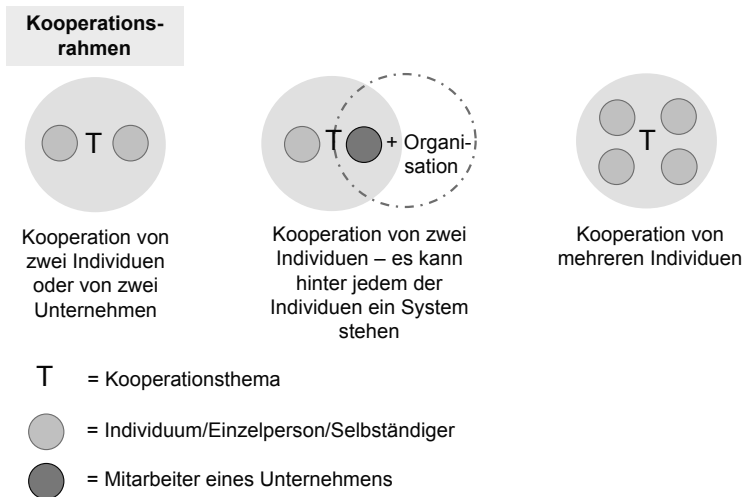 Kooperations-
rahmen
T
T + Organi-
sation
T
Kooperation von
zwei Individuen
oder von zwei
Unternehmen
Kooperation von zwei
Individuen – es kann
hinter jedem der
Individuen ein System
stehen
Kooperation von
mehreren Individuen
T = Kooperationsthema
= Individuum/Einzelperson/Selbständiger
= Mitarbeiter eines Unternehmens